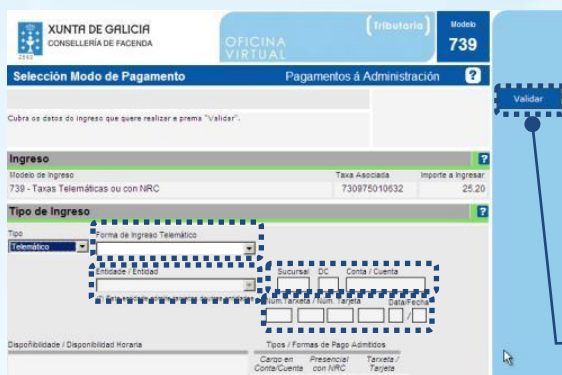 XUNTA DE GALICIA
CONSELLERÍA DE FACENDA
OFICINA
VIRTUAL
(Tributaria)
Modelo
739
Selección Modo de Pagamento
Pagamentos á Administración
?
Validar
Cubra os datos do ingreso que quere realizar e prema "Validar".
Ingreso
?
Modelo de Ingreso Taxa Asociada Importe a Ingresar
739 - Taxas Telemáticas ou con NRC 730975010632 25,20
Tipo de Ingreso
?
Tipo
Forma de Ingreso Telemático
Telemático
Entidade / Entidad
Sucursal DC Conta / Cuenta
Núm.Tarxeta / Núm. Tarjeta Data/Fecha
/
Dispoñibilidade / Disponibilidad Horaria
Tipos / Formas de Pago Admitidos
Cargo en Presencial Tarxeta /
Conta/Cuenta con NRC Tarjeta